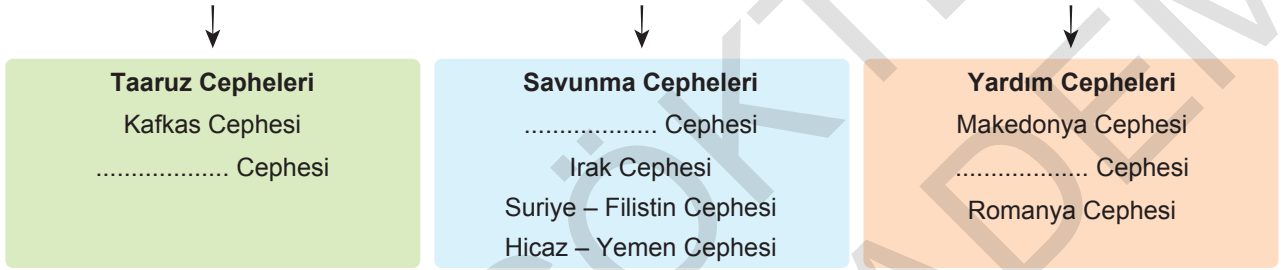 Taaruz Cepheleri
Kafkas Cephesi
................... Cephesi
Savunma Cepheleri
................... Cephesi
Irak Cephesi
Suriye – Filistin Cephesi
Hicaz – Yemen Cephesi
Yardım Cepheleri
Makedonya Cephesi
................... Cephesi
Romanya Cephesi